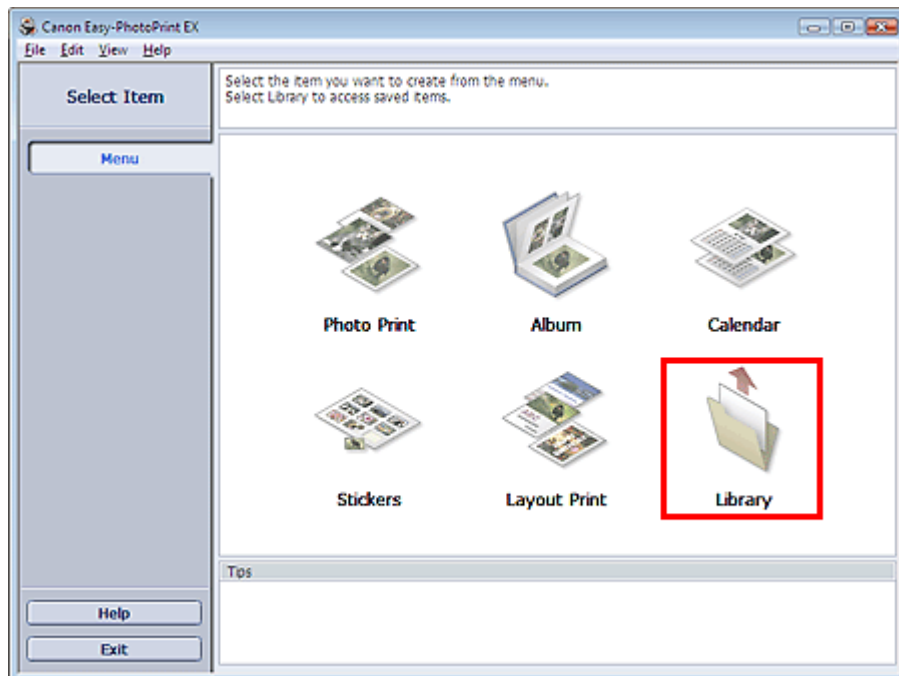 Canon Easy-PhotoPrint EX
File Edit View Help
Select Item
Select the item you want to create from the menu.
Select Library to access saved items.
Menu
Photo Print
Album
Calendar
Stickers
Layout Print
Library
Tips
Help
Exit